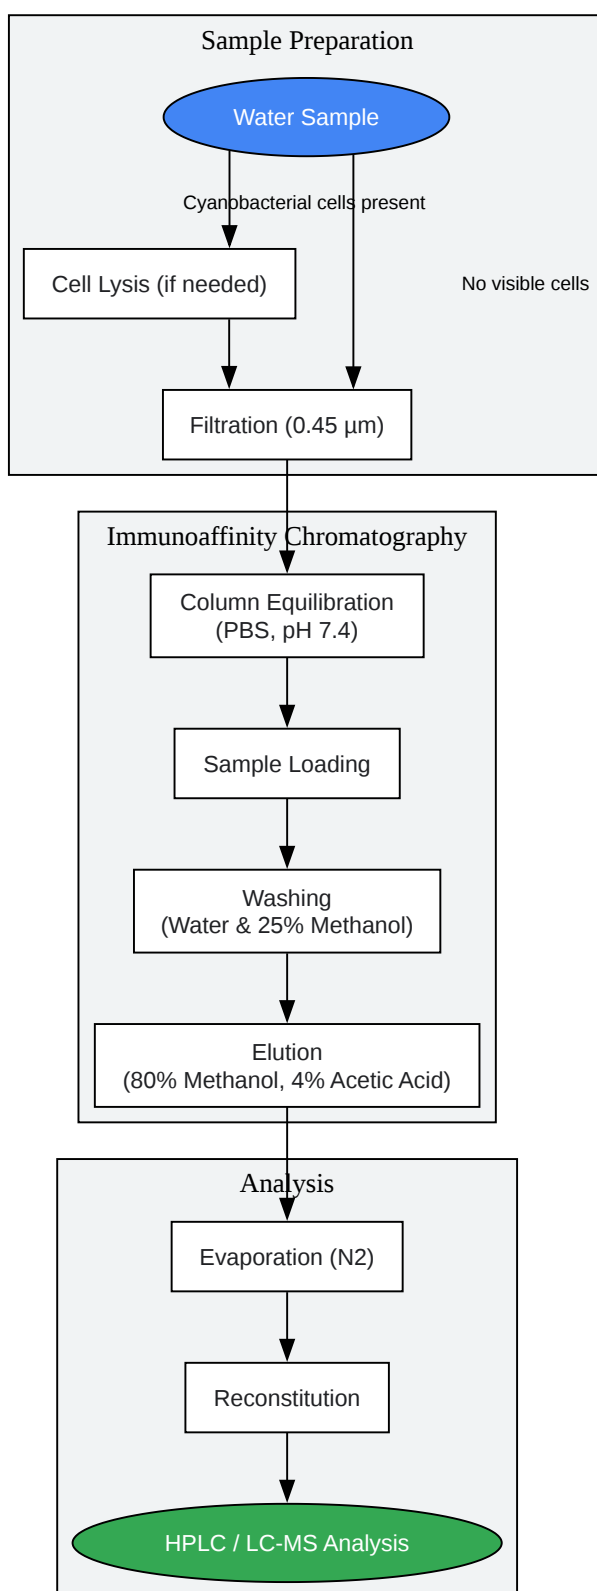 Sample Preparation
Water Sample
Cyanobacterial cells present
Cell Lysis (if needed)
No visible cells
Filtration (0.45 µm)
Immunoaffinity Chromatography
Column Equilibration
(PBS, pH 7.4)
Sample Loading
Washing
(Water & 25% Methanol)
Elution
(80% Methanol, 4% Acetic Acid)
Analysis
Evaporation (N2)
Reconstitution
HPLC / LC-MS Analysis